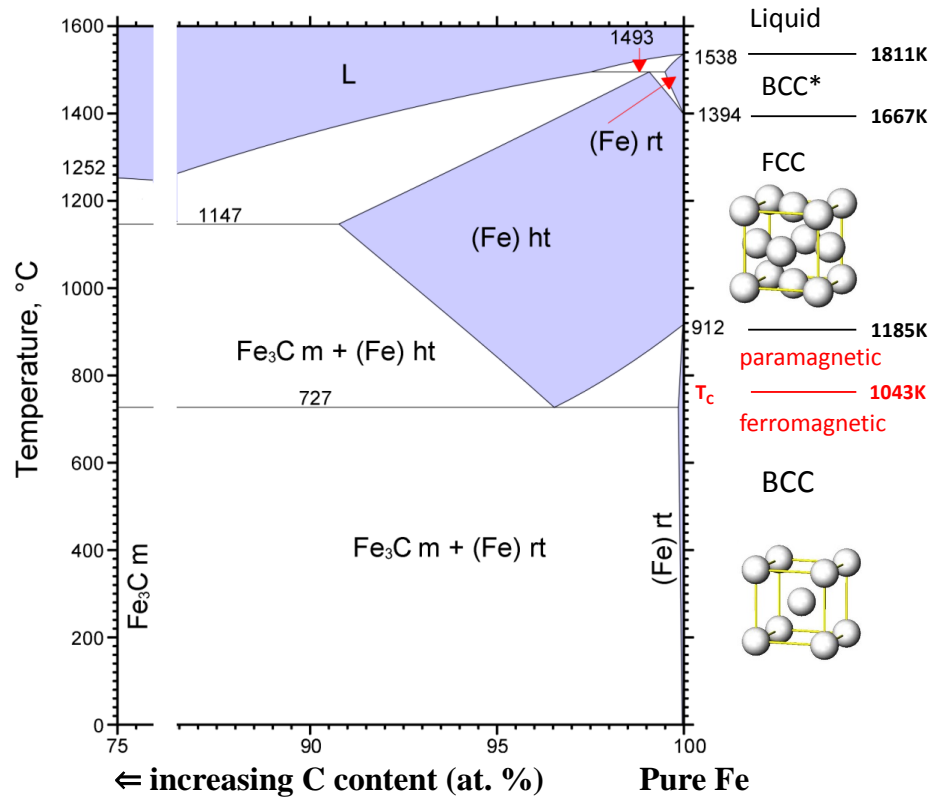 Liquid
1600
1493
1538
1811K
L
BCC*
1400
1394
1667K
(Fe) rt
FCC
1252
1200
1147
(Fe) ht
1000
912
1185K
Fe₃C m + (Fe) ht
paramagnetic
800
727
T_C
1043K
ferromagnetic
600
BCC
Temperature, °C
400
Fe₃C m + (Fe) rt
Fe₃C m
(Fe) rt
200
0
75
90
95
100
⇐ increasing C content (at. %)
Pure Fe